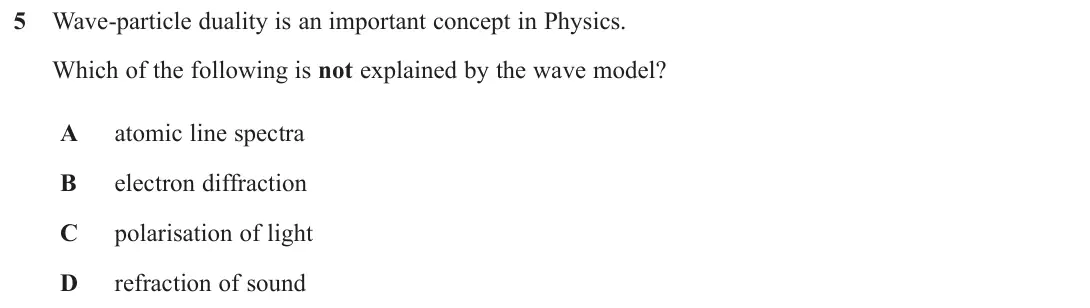 5 Wave-particle duality is an important concept in Physics.
Which of the following is not explained by the wave model?
A atomic line spectra
B electron diffraction
C polarisation of light
D refraction of sound